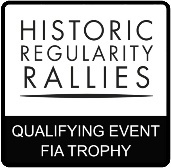 HISTORIC
REGULARITY
RALLIES
QUALIFYING EVENT
FIA TROPHY